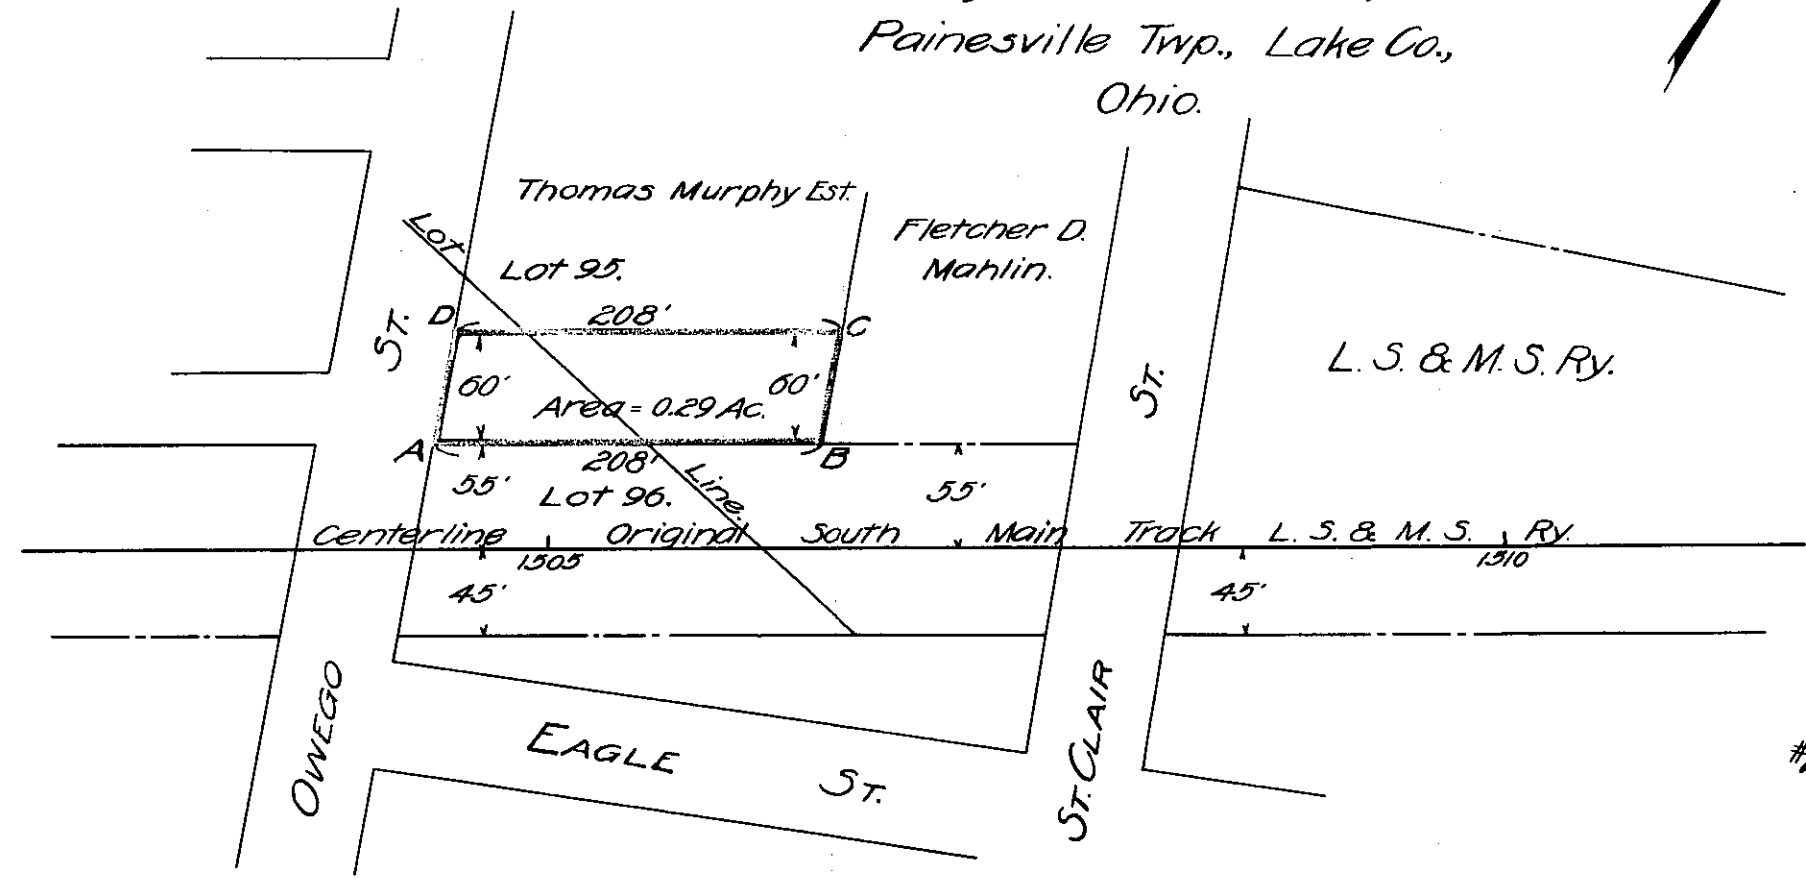 Painesville Twp., Lake Co.,
Ohio.
Thomas Murphy Est.
Fletcher D.
Mahlin.
Lot
Lot 95.
ST.
D
208'
C
L. S. & M. S. Ry.
60'
60'
ST.
Area = 0.29 Ac.
A
208'
B
55'
Lot 96.
Line.
55'
Centerline Original South Main Track L. S. & M. S. Ry.
1505
1510
45'
45'
OWEGO
EAGLE ST.
ST. CLAIR